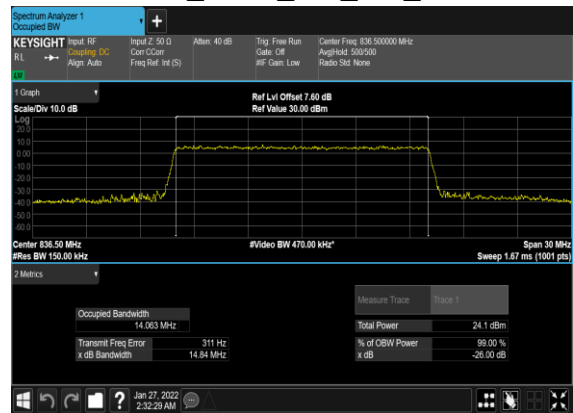 Spectrum Analyzer 1
Occupied BW
KEYSIGHT
RL
Input: RF
Coupling: DC
Align: Auto
Input Z: 50 Ω
Corr CCorr
Freq Ref: Int (S)
Atten: 40 dB
Trig: Free Run
Gate: Off
#IF Gain: Low
Center Freq: 836.500000 MHz
Avg|Hold: 500/500
Radio Std: None
LW
1 Graph
Scale/Div 10.0 dB
Ref Lvl Offset 7.60 dB
Ref Value 30.00 dBm
Log
20.0
10.0
0.00
-10.0
-20.0
-30.0
-40.0
-50.0
-60.0
Center 836.50 MHz
#Video BW 470.00 kHz*
Span 30 MHz
#Res BW 150.00 kHz
Sweep 1.67 ms (1001 pts)
2 Metrics
Measure Trace Trace 1
Occupied Bandwidth
14.063 MHz
Total Power 24.1 dBm
Transmit Freq Error 311 Hz
% of OBW Power 99.00 %
x dB Bandwidth 14.84 MHz
x dB -26.00 dB
Jan 27, 2022
2:32:29 AM